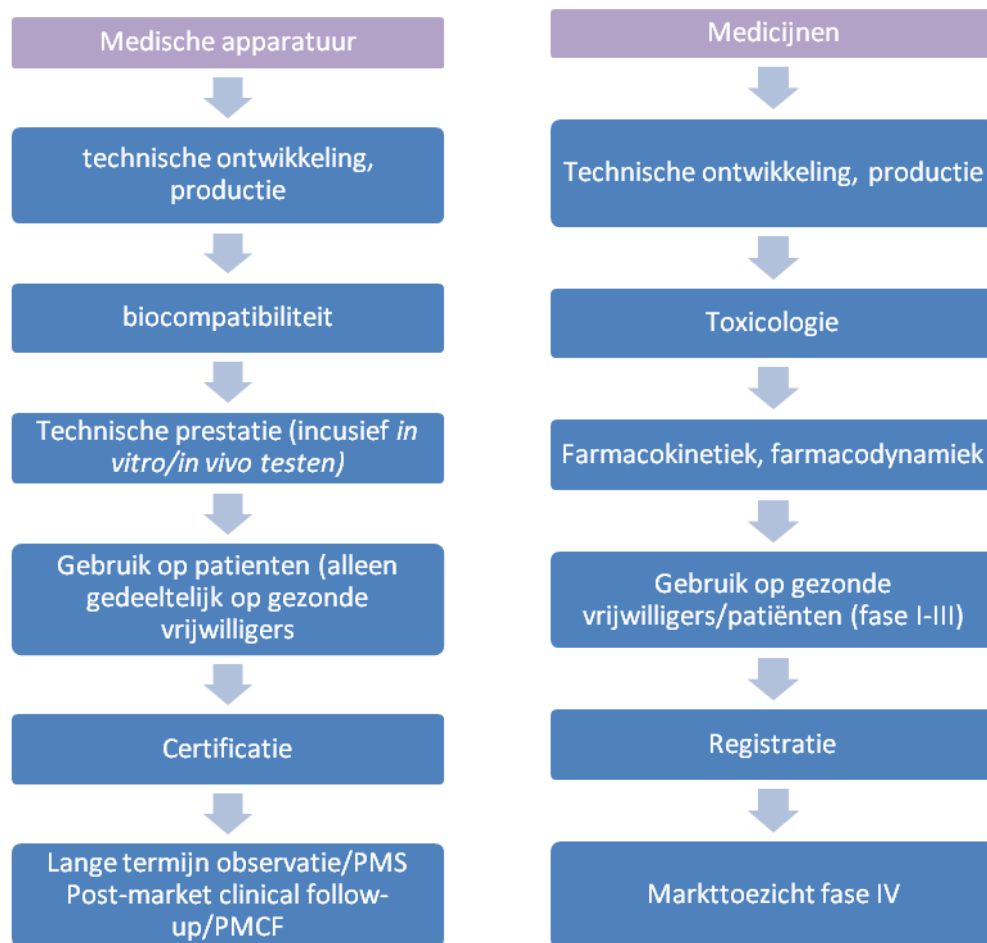 Medische apparatuur
technische ontwikkeling,
productie
biocompatibiliteit
Technische prestatie (incusief in
vitro/in vivo testen)
Gebruik op patienten (alleen
gedeeltelijk op gezonde
vrijwilligers
Certificatie
Lange termijn observatie/PMS
Post-market clinical follow-
up/PMCF
Medicijnen
Technische ontwikkeling, productie
Toxicologie
Farmacokinetiek, farmacodynamiek
Gebruik op gezonde
vrijwilligers/patiënten (fase I-III)
Registratie
Markttoezicht fase IV